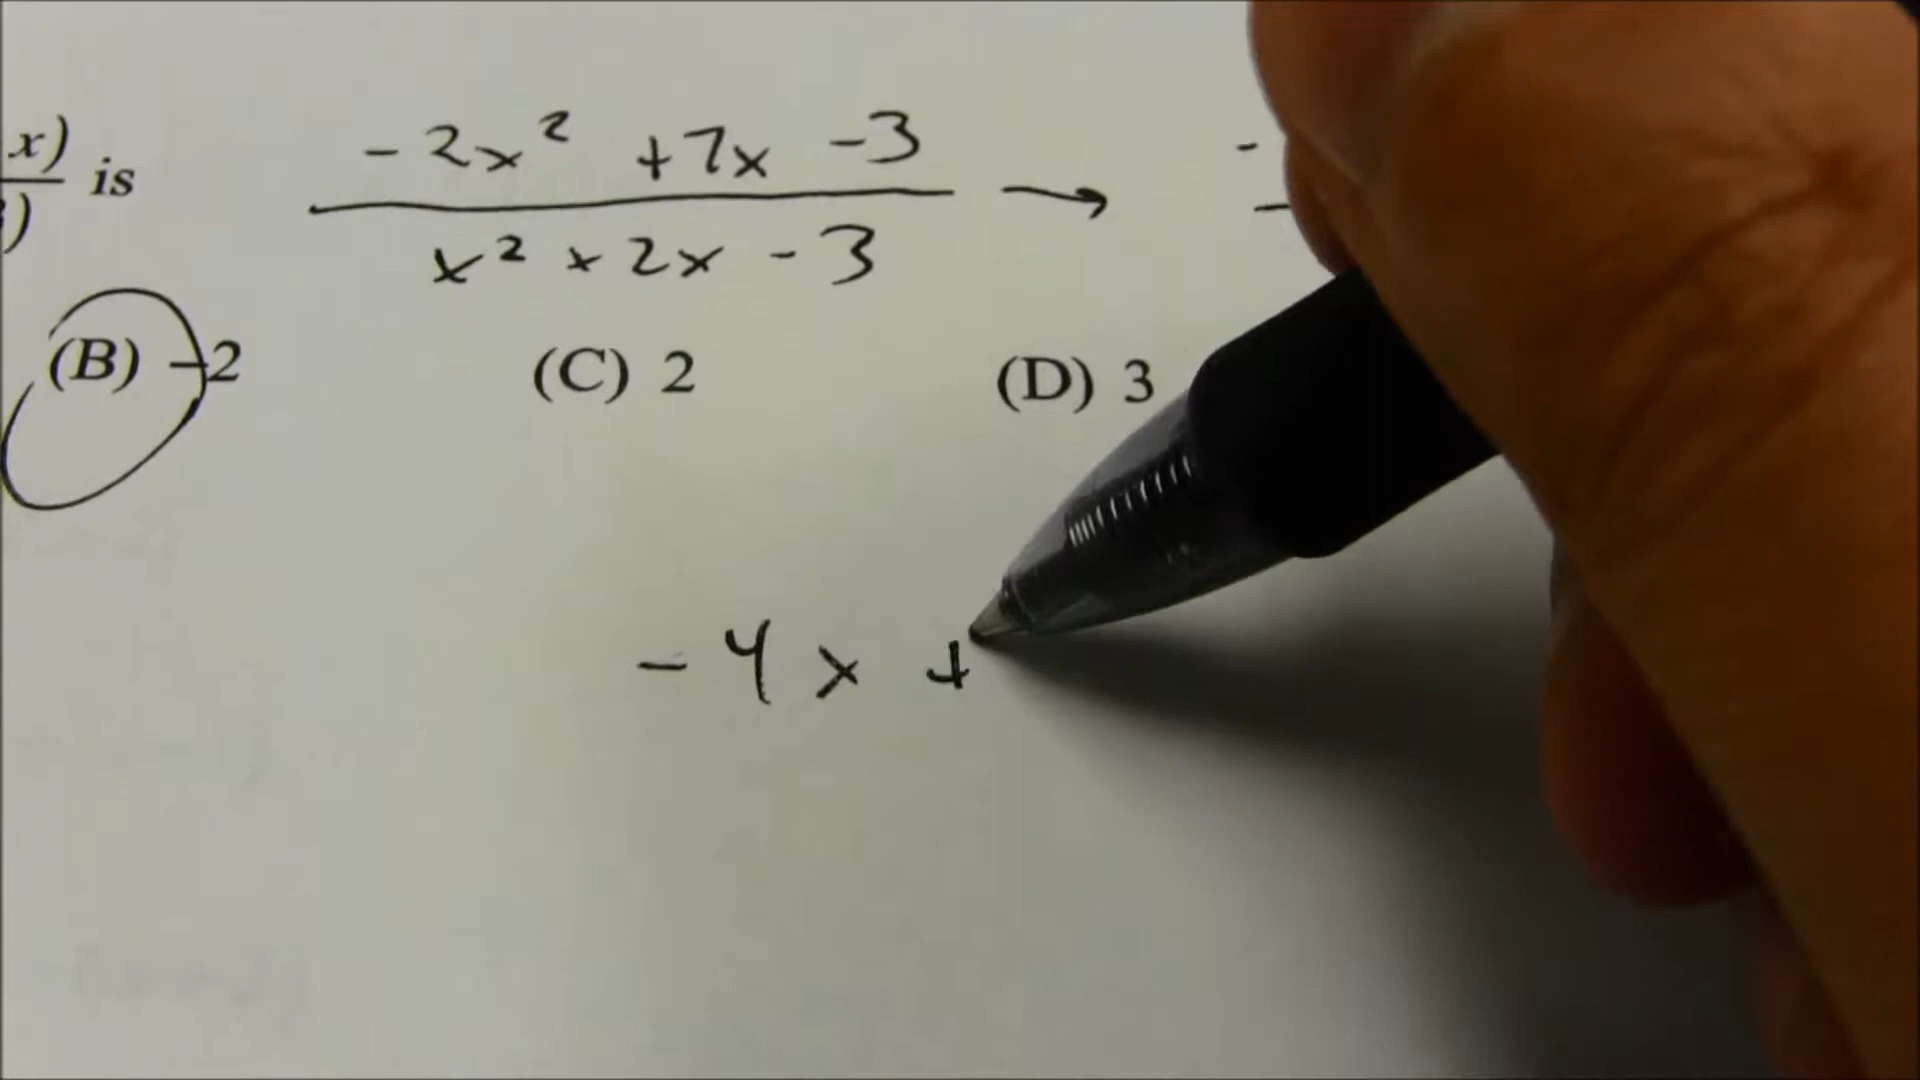 x) is
-2x² +7x -3
x² + 2x - 3
)
(B) -2 (C) 2 (D) 3
-4x +